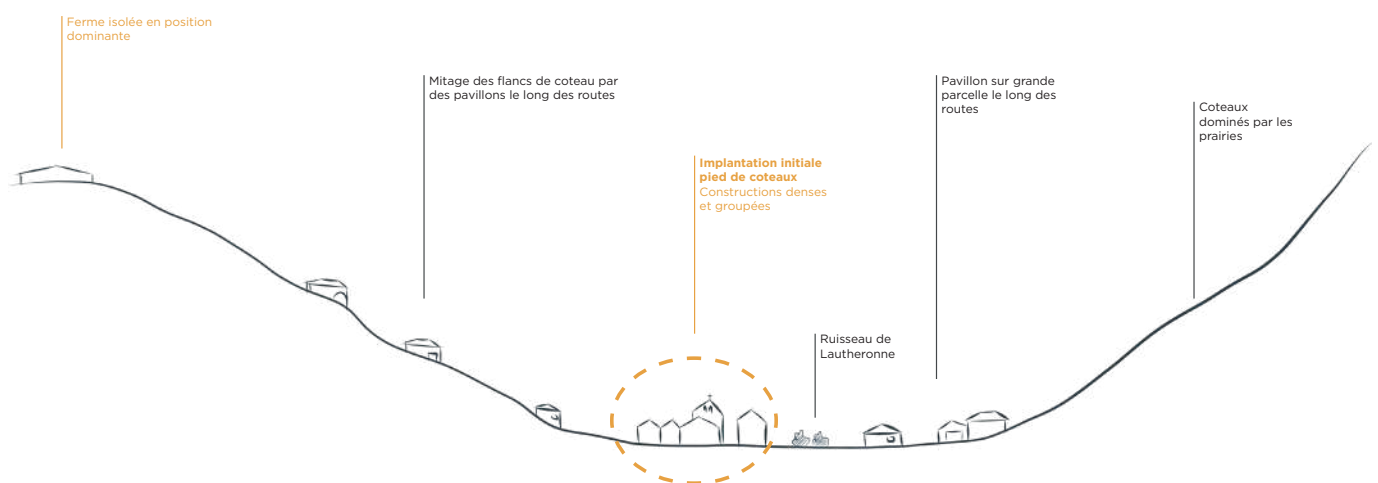 Ferme isolée en position
dominante
Mitage des flancs de coteau par
des pavillons le long des routes
Pavillon sur grande
parcelle le long des
routes
Coteaux
dominés par les
prairies
Implantation initiale
pied de coteaux
Constructions denses
et groupées
Ruisseau de
Lautheronne